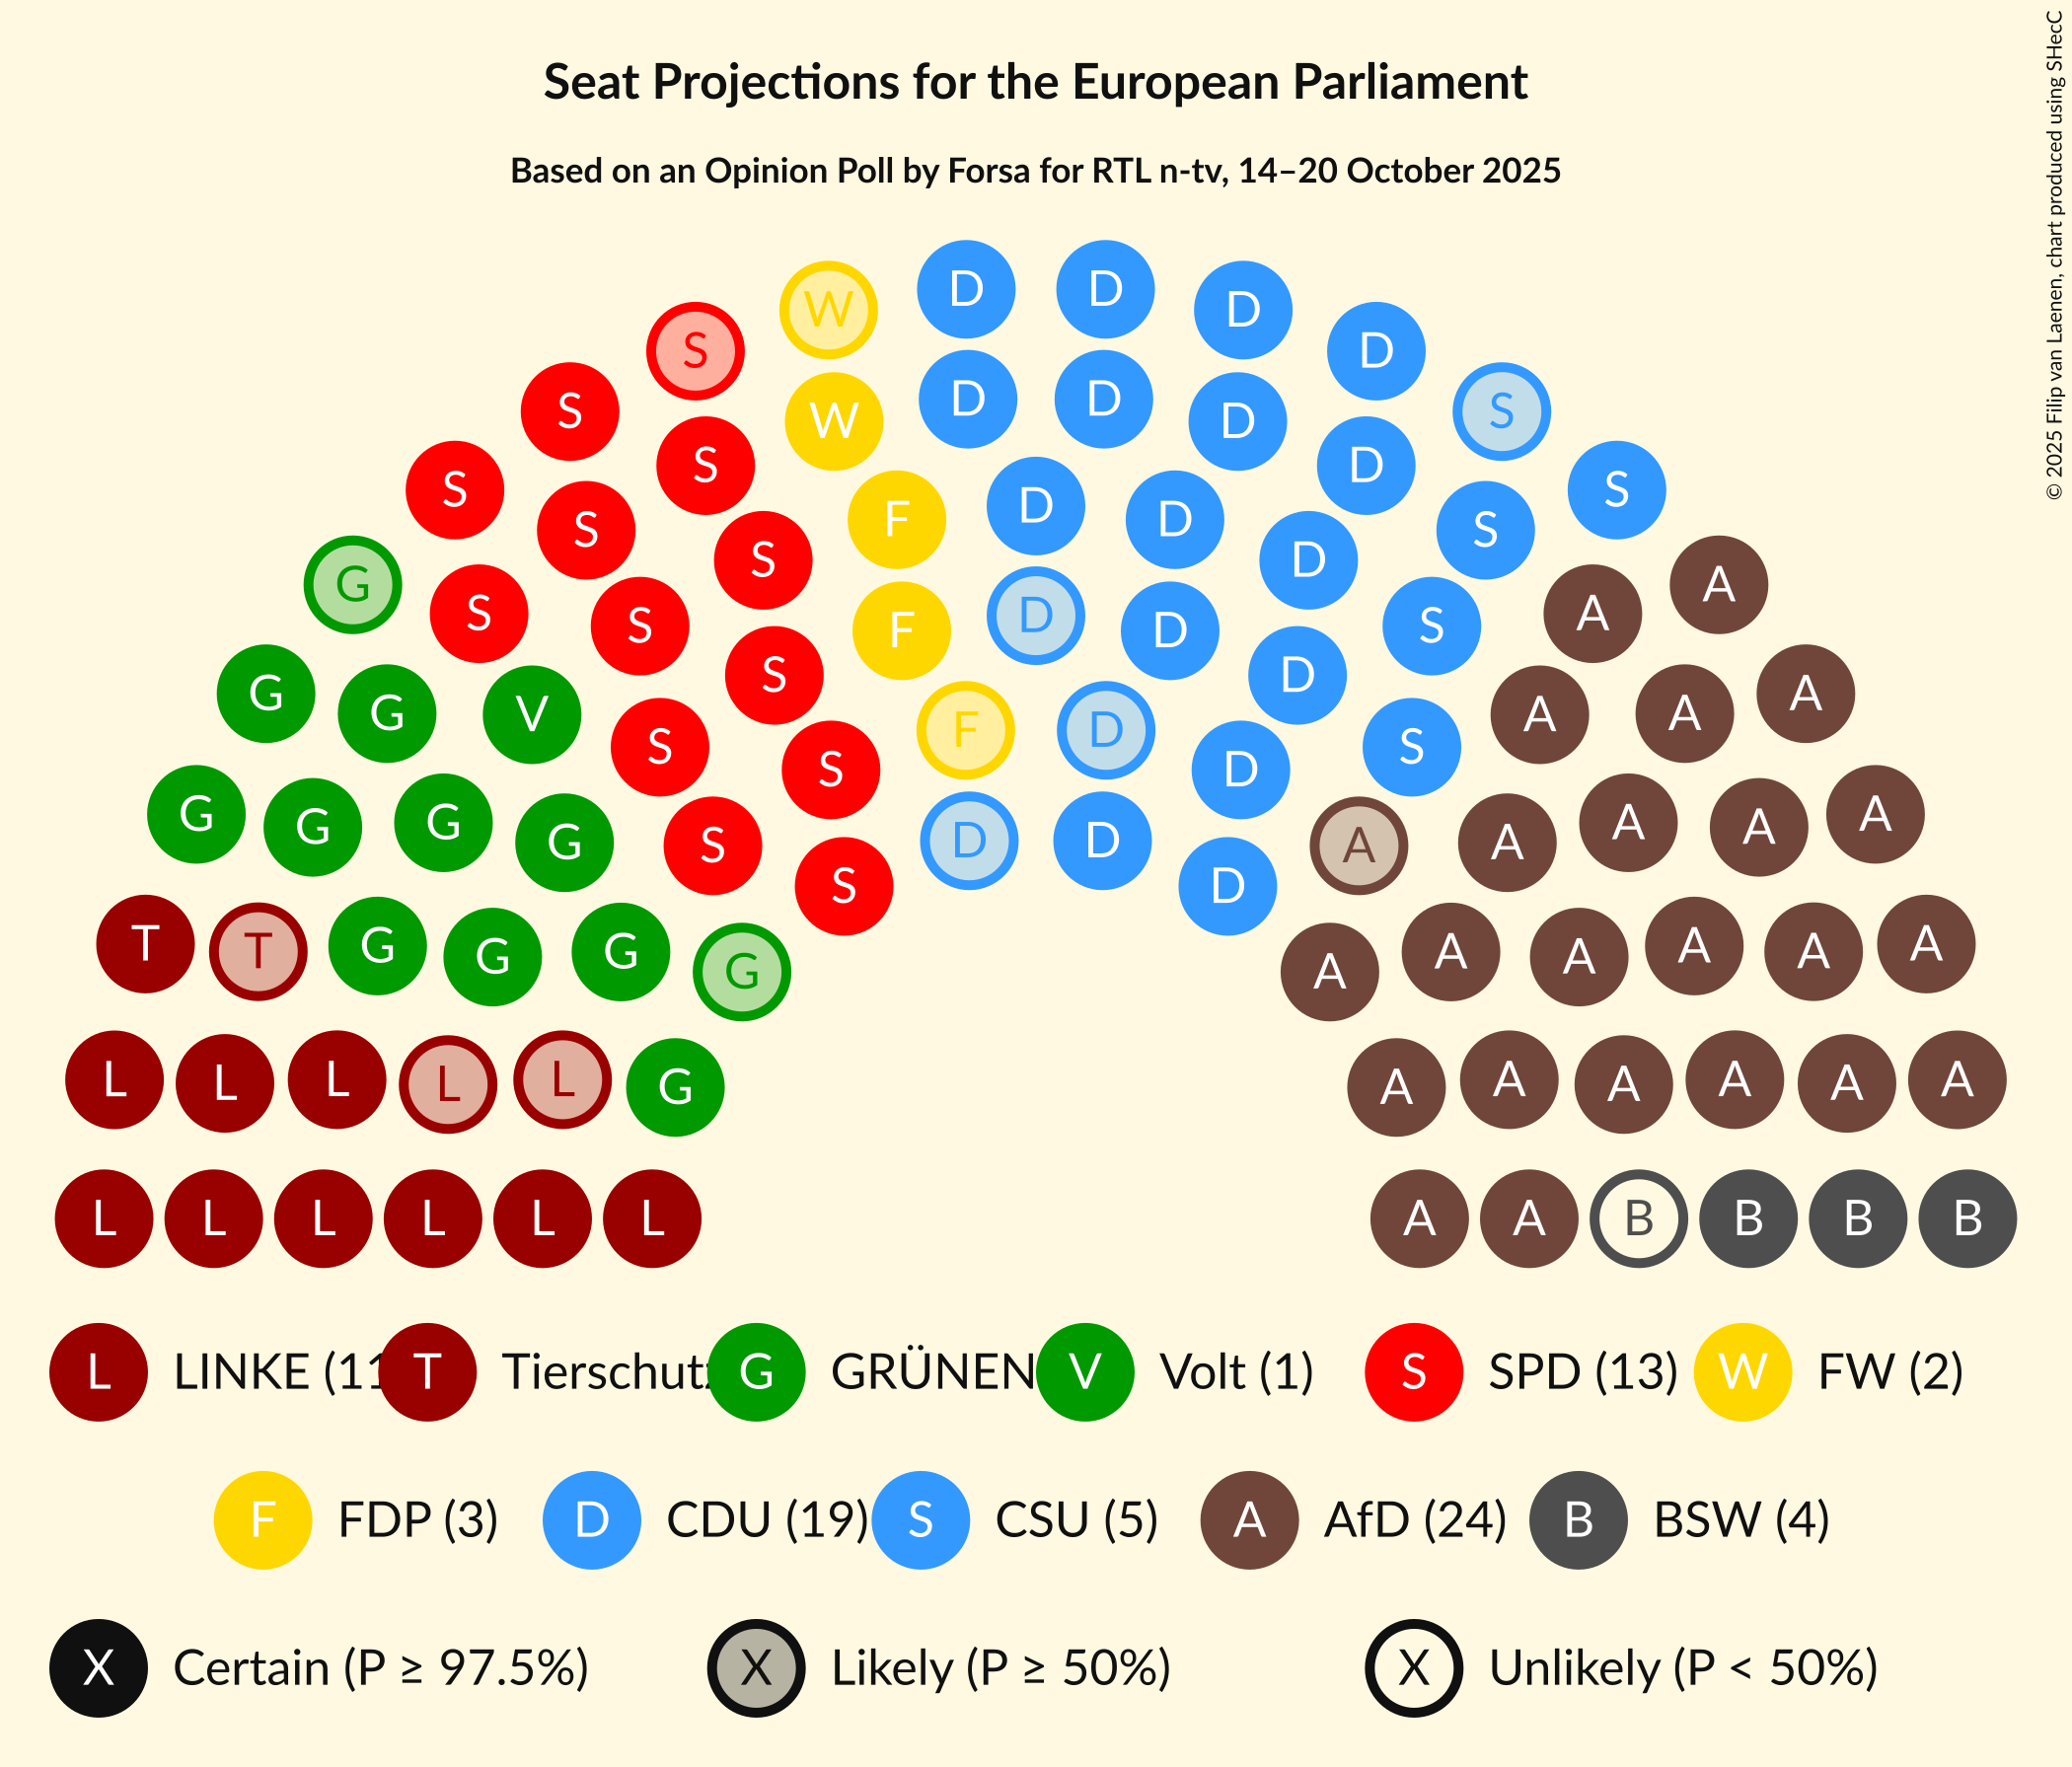 Seat Projections for the European Parliament
Based on an Opinion Poll by Forsa for RTL n-tv, 14–20 October 2025
© 2025 Filip van Laenen, chart produced using SHecC
D D
W D
S D
S S
D D
W D
S D
S S
D
F D
S D
S S
G A
S A
D
F D
S D
S S
G A
G A
V A
S S
F D
S D
G A
G A
G A
G A
S A
D D
S D
T A
T A
G A
G A
G A
G A
L L L L L G A A A A A A
L L L L L L A A B B B B
L LINKE (11 T Tierschutz G GRÜNEN V Volt (1) S SPD (13) W FW (2)
F FDP (3) D CDU (19) S CSU (5) A AfD (24) B BSW (4)
X Certain (P ≥ 97.5%) X Likely (P ≥ 50%) X Unlikely (P < 50%)